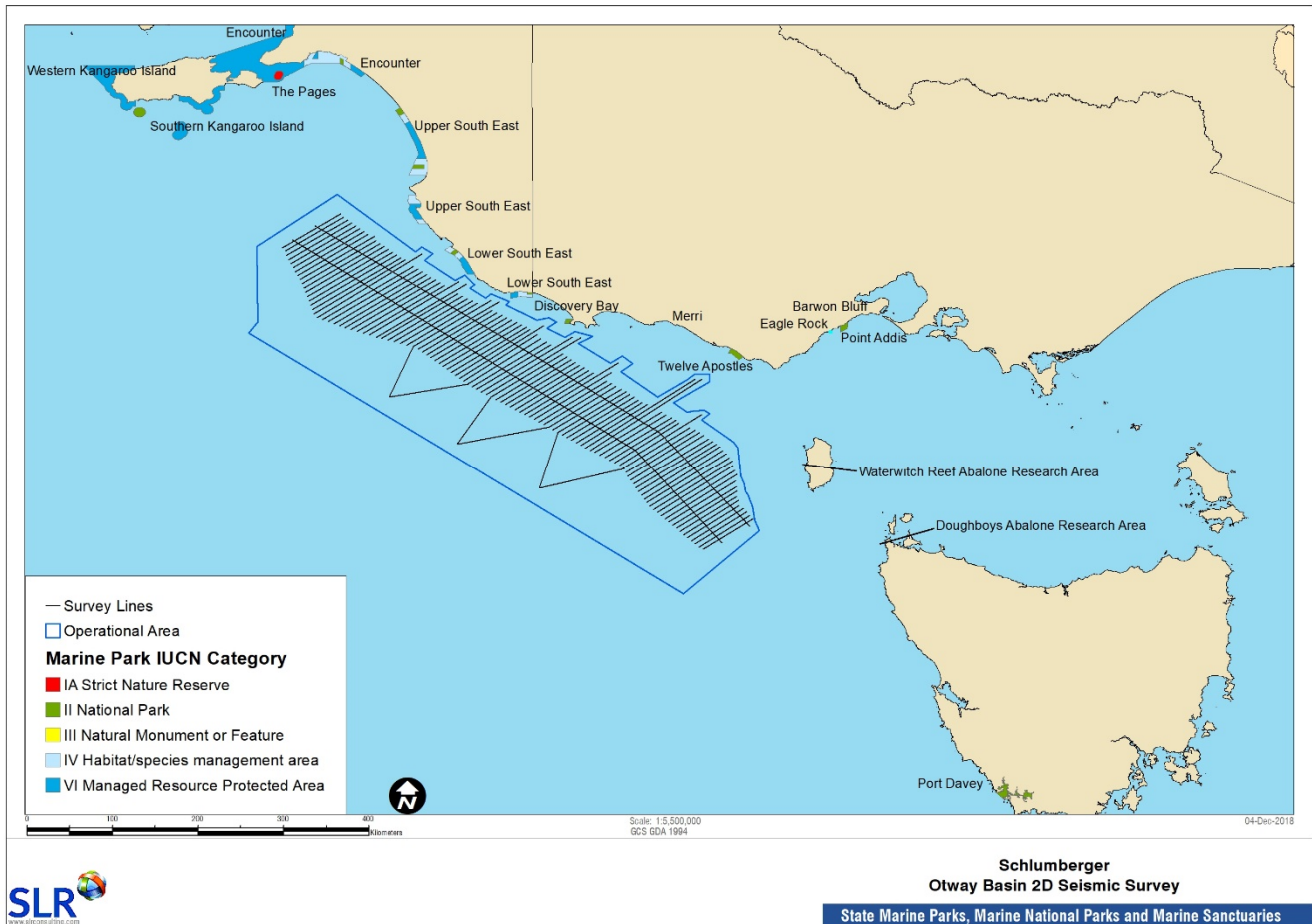 Encounter
Western Kangaroo Island
Encounter
The Pages
Southern Kangaroo Island
Upper South East
Upper South East
Lower South East
Lower South East
Discovery Bay
Merri
Barwon Bluff
Eagle Rock
Point Addis
Twelve Apostles
Waterwitch Reef Abalone Research Area
Doughboys Abalone Research Area
Port Davey
Survey Lines
Operational Area
Marine Park IUCN Category
IA Strict Nature Reserve
II National Park
III Natural Monument or Feature
IV Habitat/species management area
VI Managed Resource Protected Area
N
0 100 200 300 400
Kilometers
Scale: 1:5,500,000
GCS GDA 1994
04-Dec-2018
SLR
www.slrconsulting.com
Schlumberger
Otway Basin 2D Seismic Survey
State Marine Parks, Marine National Parks and Marine Sanctuaries